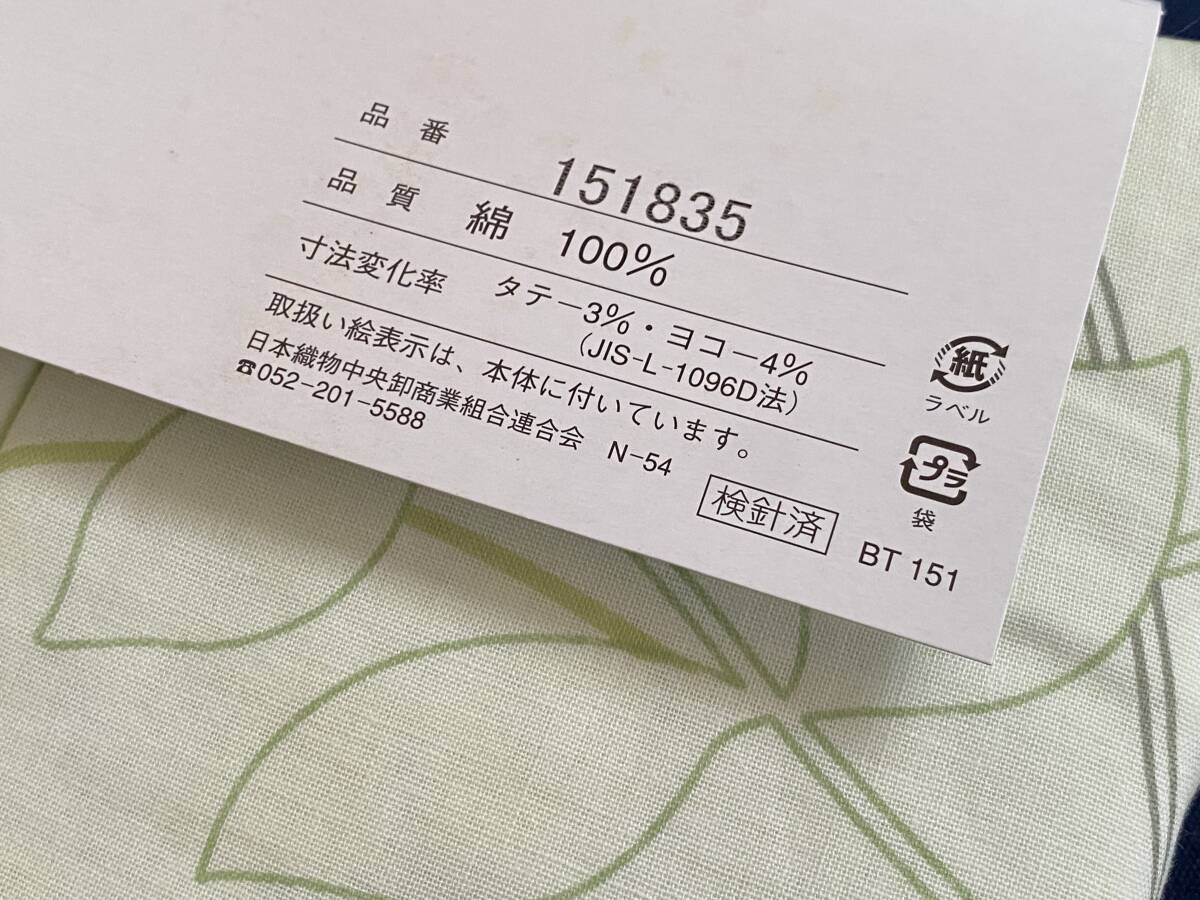 品 番 151835
品 質 綿 100%
寸法変化率 タテ−3%・ヨコ−4%
(JIS-L-1096D法)
取扱い絵表示は、本体に付いています。
日本織物中央卸商業組合連合会 N-54
☎052-201-5588
検針済
BT 151
紙
ラベル
プラ
袋